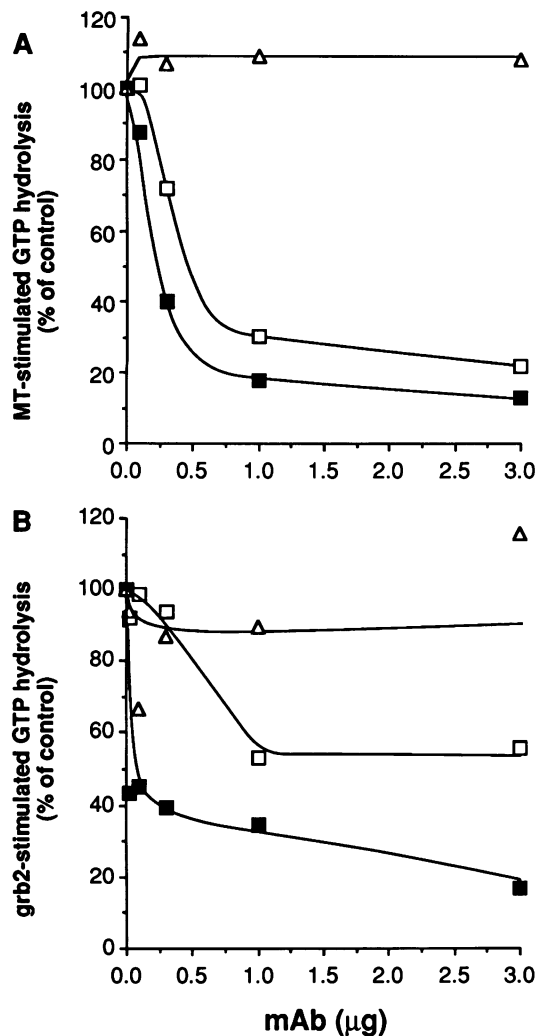 A
MT-stimulated GTP hydrolysis
(% of control)
120
100
80
60
40
20
0
0.0 0.5 1.0 1.5 2.0 2.5 3.0
B
grb2-stimulated GTP hydrolysis
(% of control)
120
100
80
60
40
20
0
0.0 0.5 1.0 1.5 2.0 2.5 3.0
mAb (μg)